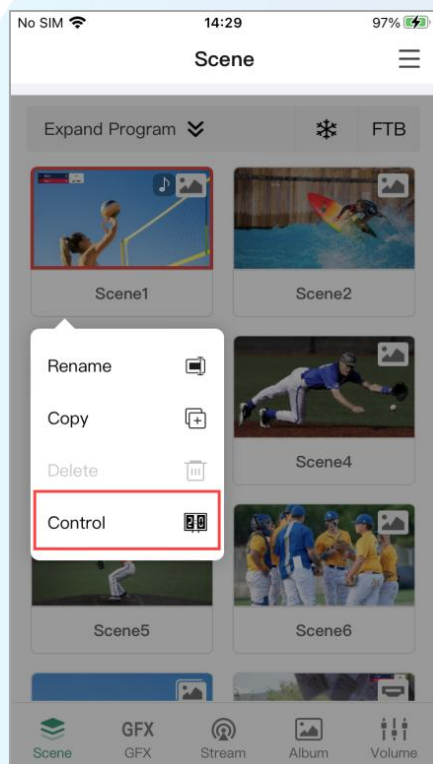 No SIM 14:29 97%
Scene
Expand Program FTB
Scene1 Scene2
Rename
Copy
Scene4
Delete
Control
Scene5 Scene6
GFX
Scene GFX Stream Album Volume